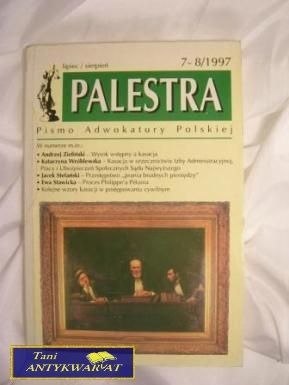 lipiec / sierpień 7-8/1997
PALESTRA
Pismo Adwokatury Polskiej
W numerze m.in.:
• Andrzej Zieliński – Wyrok wstępny a kasacja
• Katarzyna Wróblewska – Kasacja w orzecznictwie Izby Administracyjnej,
Pracy i Ubezpieczeń Społecznych Sądu Najwyższego
• Jacek Stefański – Przestępstwo „prania brudnych pieniędzy”
• Ewa Stawicka – Proces Philippe'a Pétaina
• Kolejne wzory kasacji w postępowaniu cywilnym
Tani
ANTYKWARYAT